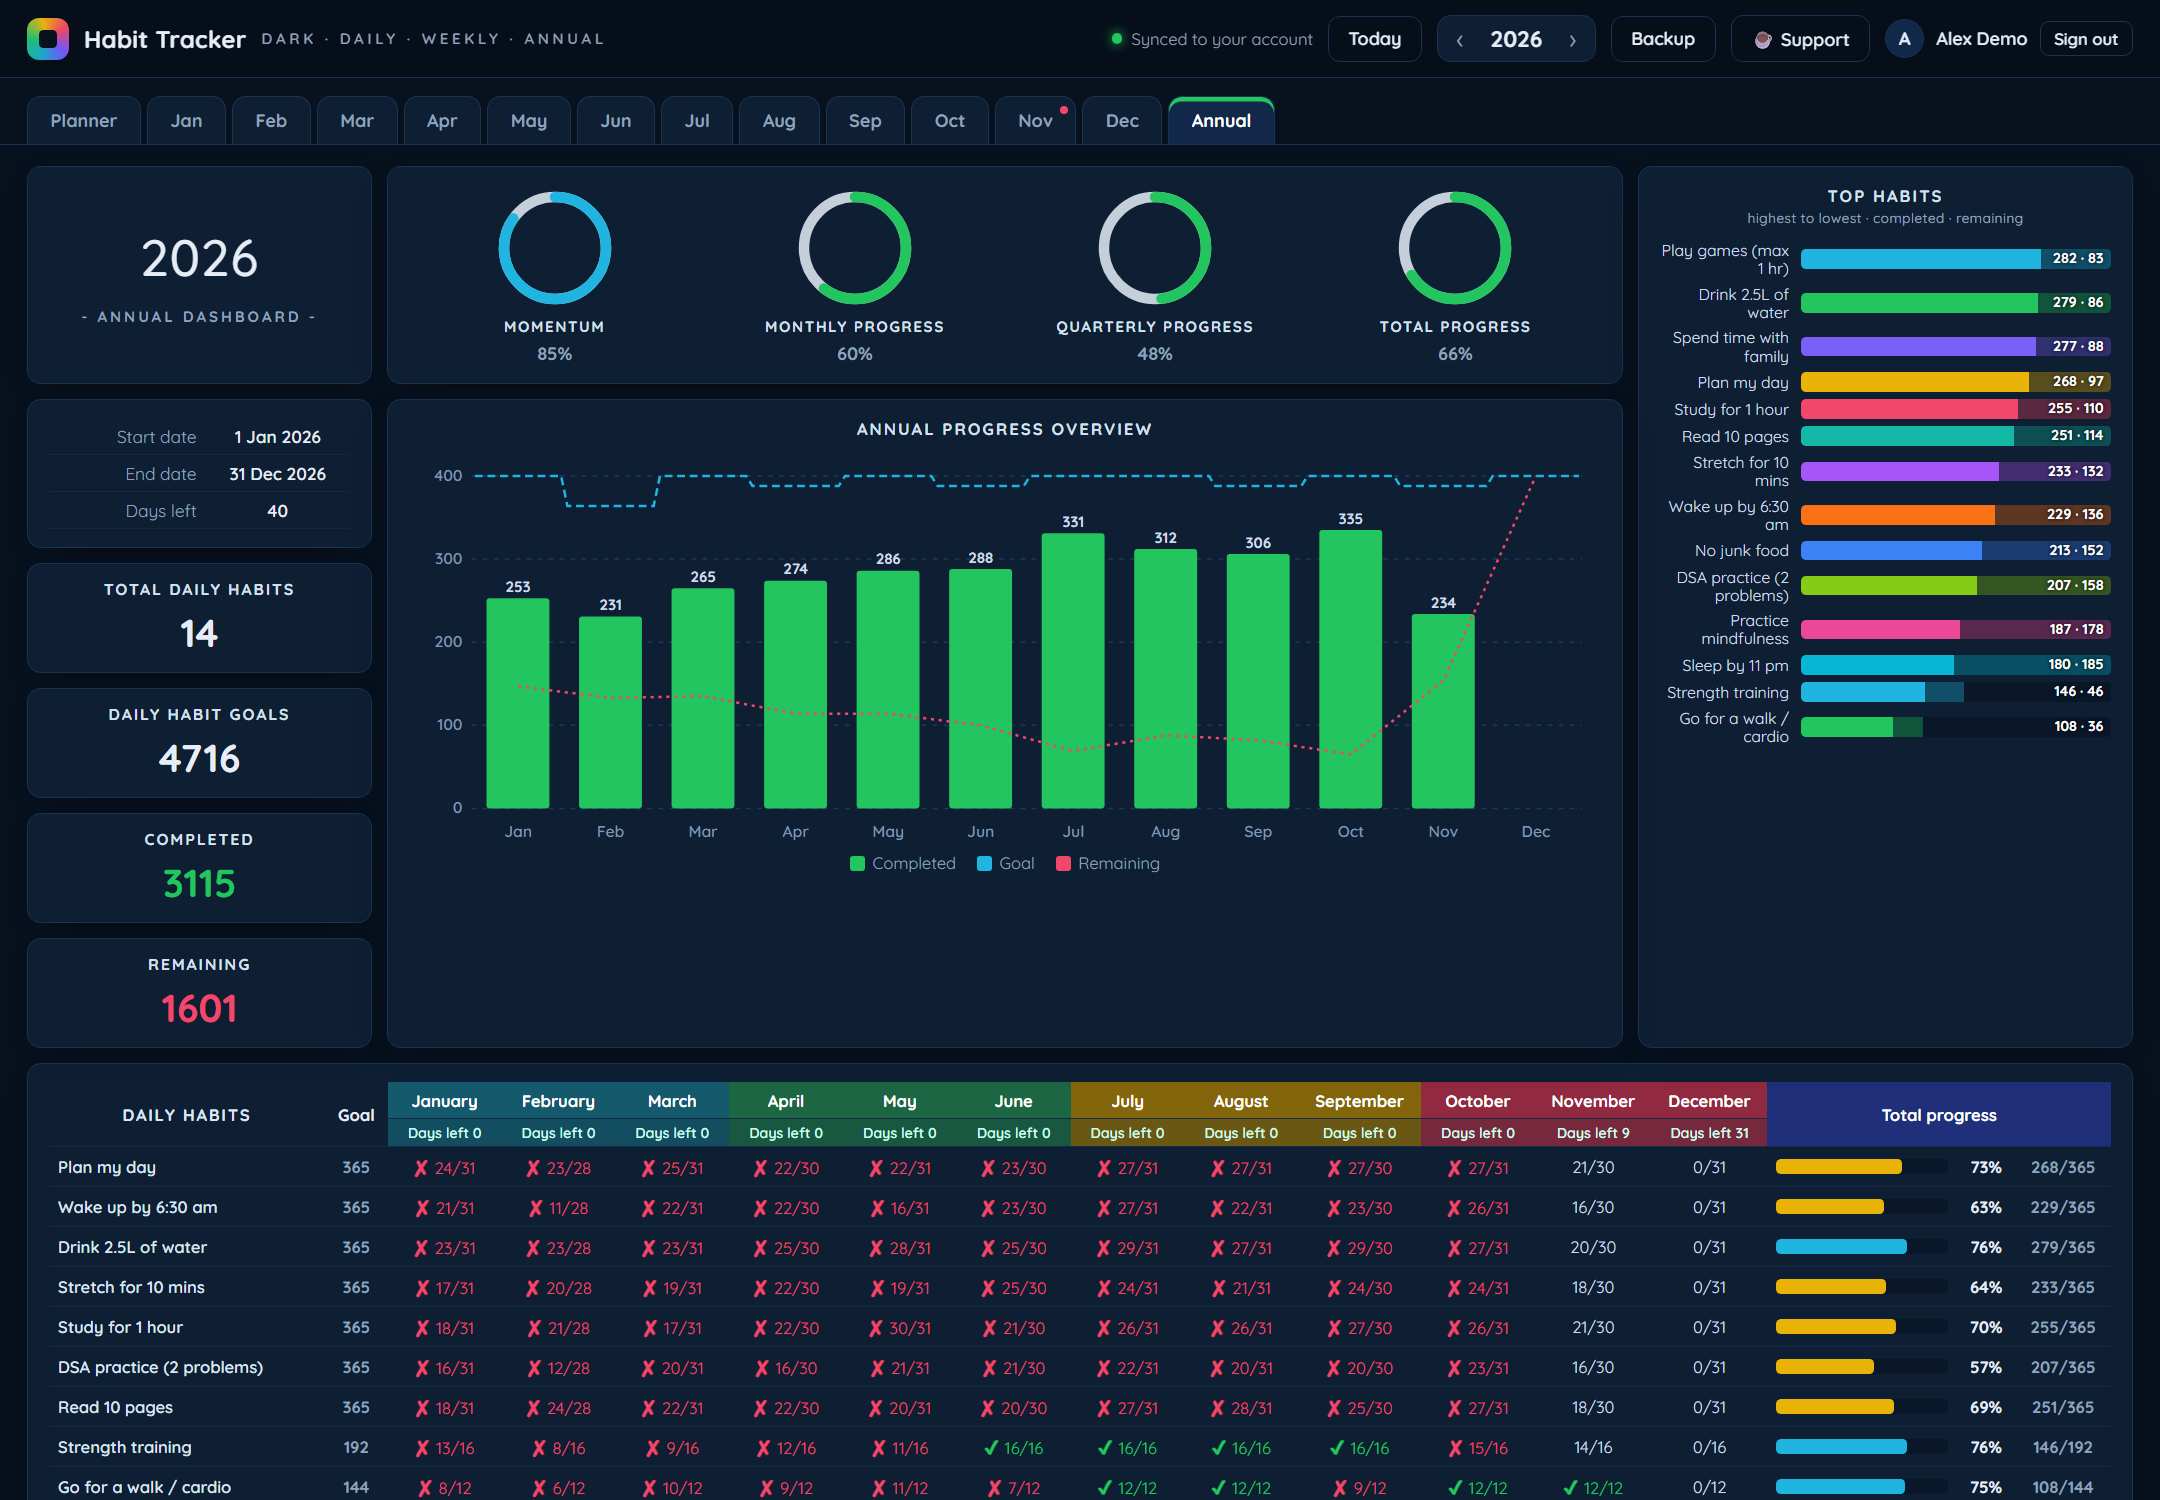 Habit Tracker DARK · DAILY · WEEKLY · ANNUAL
Synced to your account Today ‹ 2026 › Backup Support A Alex Demo Sign out
Planner Jan Feb Mar Apr May Jun Jul Aug Sep Oct Nov Dec Annual
2026
- ANNUAL DASHBOARD -
Start date 1 Jan 2026
End date 31 Dec 2026
Days left 40
TOTAL DAILY HABITS
14
DAILY HABIT GOALS
4716
COMPLETED
3115
REMAINING
1601
MOMENTUM
85%
MONTHLY PROGRESS
60%
QUARTERLY PROGRESS
48%
TOTAL PROGRESS
66%
ANNUAL PROGRESS OVERVIEW
400
300
200
100
0
253 231 265 274 286 288 331 312 306 335 234
Jan Feb Mar Apr May Jun Jul Aug Sep Oct Nov Dec
Completed Goal Remaining
TOP HABITS
highest to lowest · completed · remaining
Play games (max
1 hr) 282 · 83
Drink 2.5L of
water 279 · 86
Spend time with
family 277 · 88
Plan my day 268 · 97
Study for 1 hour 255 · 110
Read 10 pages 251 · 114
Stretch for 10
mins 233 · 132
Wake up by 6:30
am 229 · 136
No junk food 213 · 152
DSA practice (2
problems) 207 · 158
Practice
mindfulness 187 · 178
Sleep by 11 pm 180 · 185
Strength training 146 · 46
Go for a walk /
cardio 108 · 36
DAILY HABITS Goal January February March April May June July August September October November December Total progress
Days left 0 Days left 0 Days left 0 Days left 0 Days left 0 Days left 0 Days left 0 Days left 0 Days left 0 Days left 0 Days left 9 Days left 31
Plan my day 365 ✗ 24/31 ✗ 23/28 ✗ 25/31 ✗ 22/30 ✗ 22/31 ✗ 23/30 ✗ 27/31 ✗ 27/31 ✗ 27/30 ✗ 27/31 21/30 0/31 73% 268/365
Wake up by 6:30 am 365 ✗ 21/31 ✗ 11/28 ✗ 22/31 ✗ 22/30 ✗ 16/31 ✗ 23/30 ✗ 27/31 ✗ 22/31 ✗ 23/30 ✗ 26/31 16/30 0/31 63% 229/365
Drink 2.5L of water 365 ✗ 23/31 ✗ 23/28 ✗ 23/31 ✗ 25/30 ✗ 28/31 ✗ 25/30 ✗ 29/31 ✗ 27/31 ✗ 29/30 ✗ 27/31 20/30 0/31 76% 279/365
Stretch for 10 mins 365 ✗ 17/31 ✗ 20/28 ✗ 19/31 ✗ 22/30 ✗ 19/31 ✗ 25/30 ✗ 24/31 ✗ 21/31 ✗ 24/30 ✗ 24/31 18/30 0/31 64% 233/365
Study for 1 hour 365 ✗ 18/31 ✗ 21/28 ✗ 17/31 ✗ 22/30 ✗ 30/31 ✗ 21/30 ✗ 26/31 ✗ 26/31 ✗ 27/30 ✗ 26/31 21/30 0/31 70% 255/365
DSA practice (2 problems) 365 ✗ 16/31 ✗ 12/28 ✗ 20/31 ✗ 16/30 ✗ 21/31 ✗ 21/30 ✗ 22/31 ✗ 20/31 ✗ 20/30 ✗ 23/31 16/30 0/31 57% 207/365
Read 10 pages 365 ✗ 18/31 ✗ 24/28 ✗ 22/31 ✗ 22/30 ✗ 20/31 ✗ 20/30 ✗ 27/31 ✗ 28/31 ✗ 25/30 ✗ 27/31 18/30 0/31 69% 251/365
Strength training 192 ✗ 13/16 ✗ 8/16 ✗ 9/16 ✗ 12/16 ✗ 11/16 ✓ 16/16 ✓ 16/16 ✓ 16/16 ✓ 16/16 ✗ 15/16 14/16 0/16 76% 146/192
Go for a walk / cardio 144 ✗ 8/12 ✗ 6/12 ✗ 10/12 ✗ 9/12 ✗ 11/12 ✗ 7/12 ✓ 12/12 ✓ 12/12 ✗ 9/12 ✓ 12/12 ✓ 12/12 0/12 75% 108/144